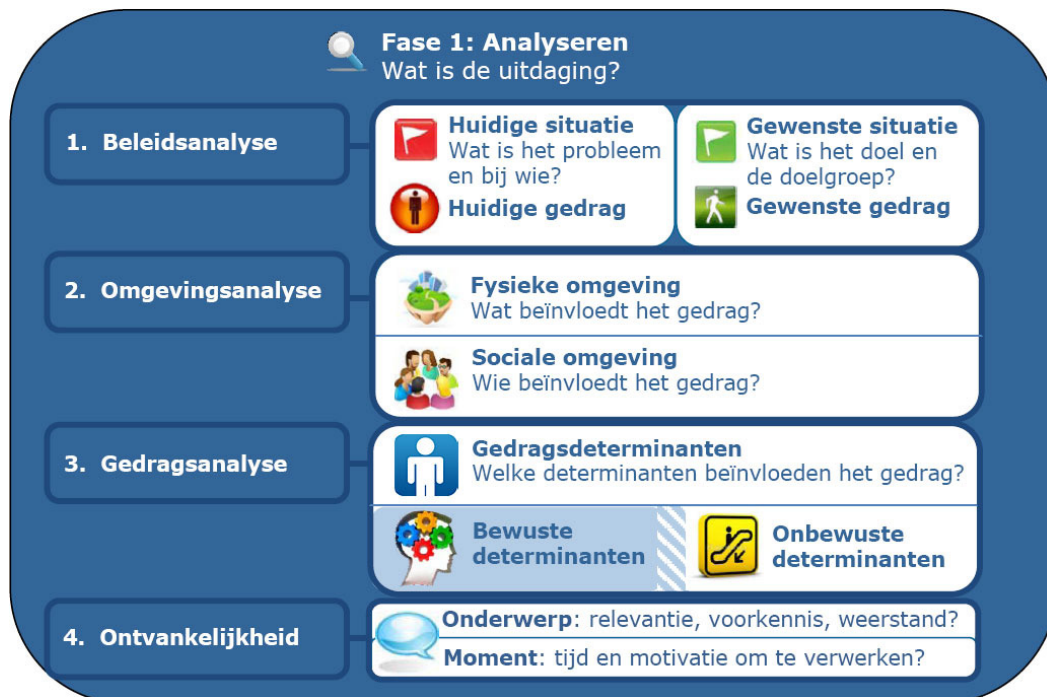 Fase 1: Analyseren
Wat is de uitdaging?
1. Beleidsanalyse
Huidige situatie
Wat is het probleem
en bij wie?
Huidige gedrag
Gewenste situatie
Wat is het doel en
de doelgroep?
Gewenste gedrag
2. Omgevingsanalyse
Fysieke omgeving
Wat beïnvloedt het gedrag?
Sociale omgeving
Wie beïnvloedt het gedrag?
3. Gedragsanalyse
Gedragsdeterminanten
Welke determinanten beïnvloeden het gedrag?
Bewuste
determinanten
Onbewuste
determinanten
4. Ontvankelijkheid
Onderwerp: relevantie, voorkennis, weerstand?
Moment: tijd en motivatie om te verwerken?